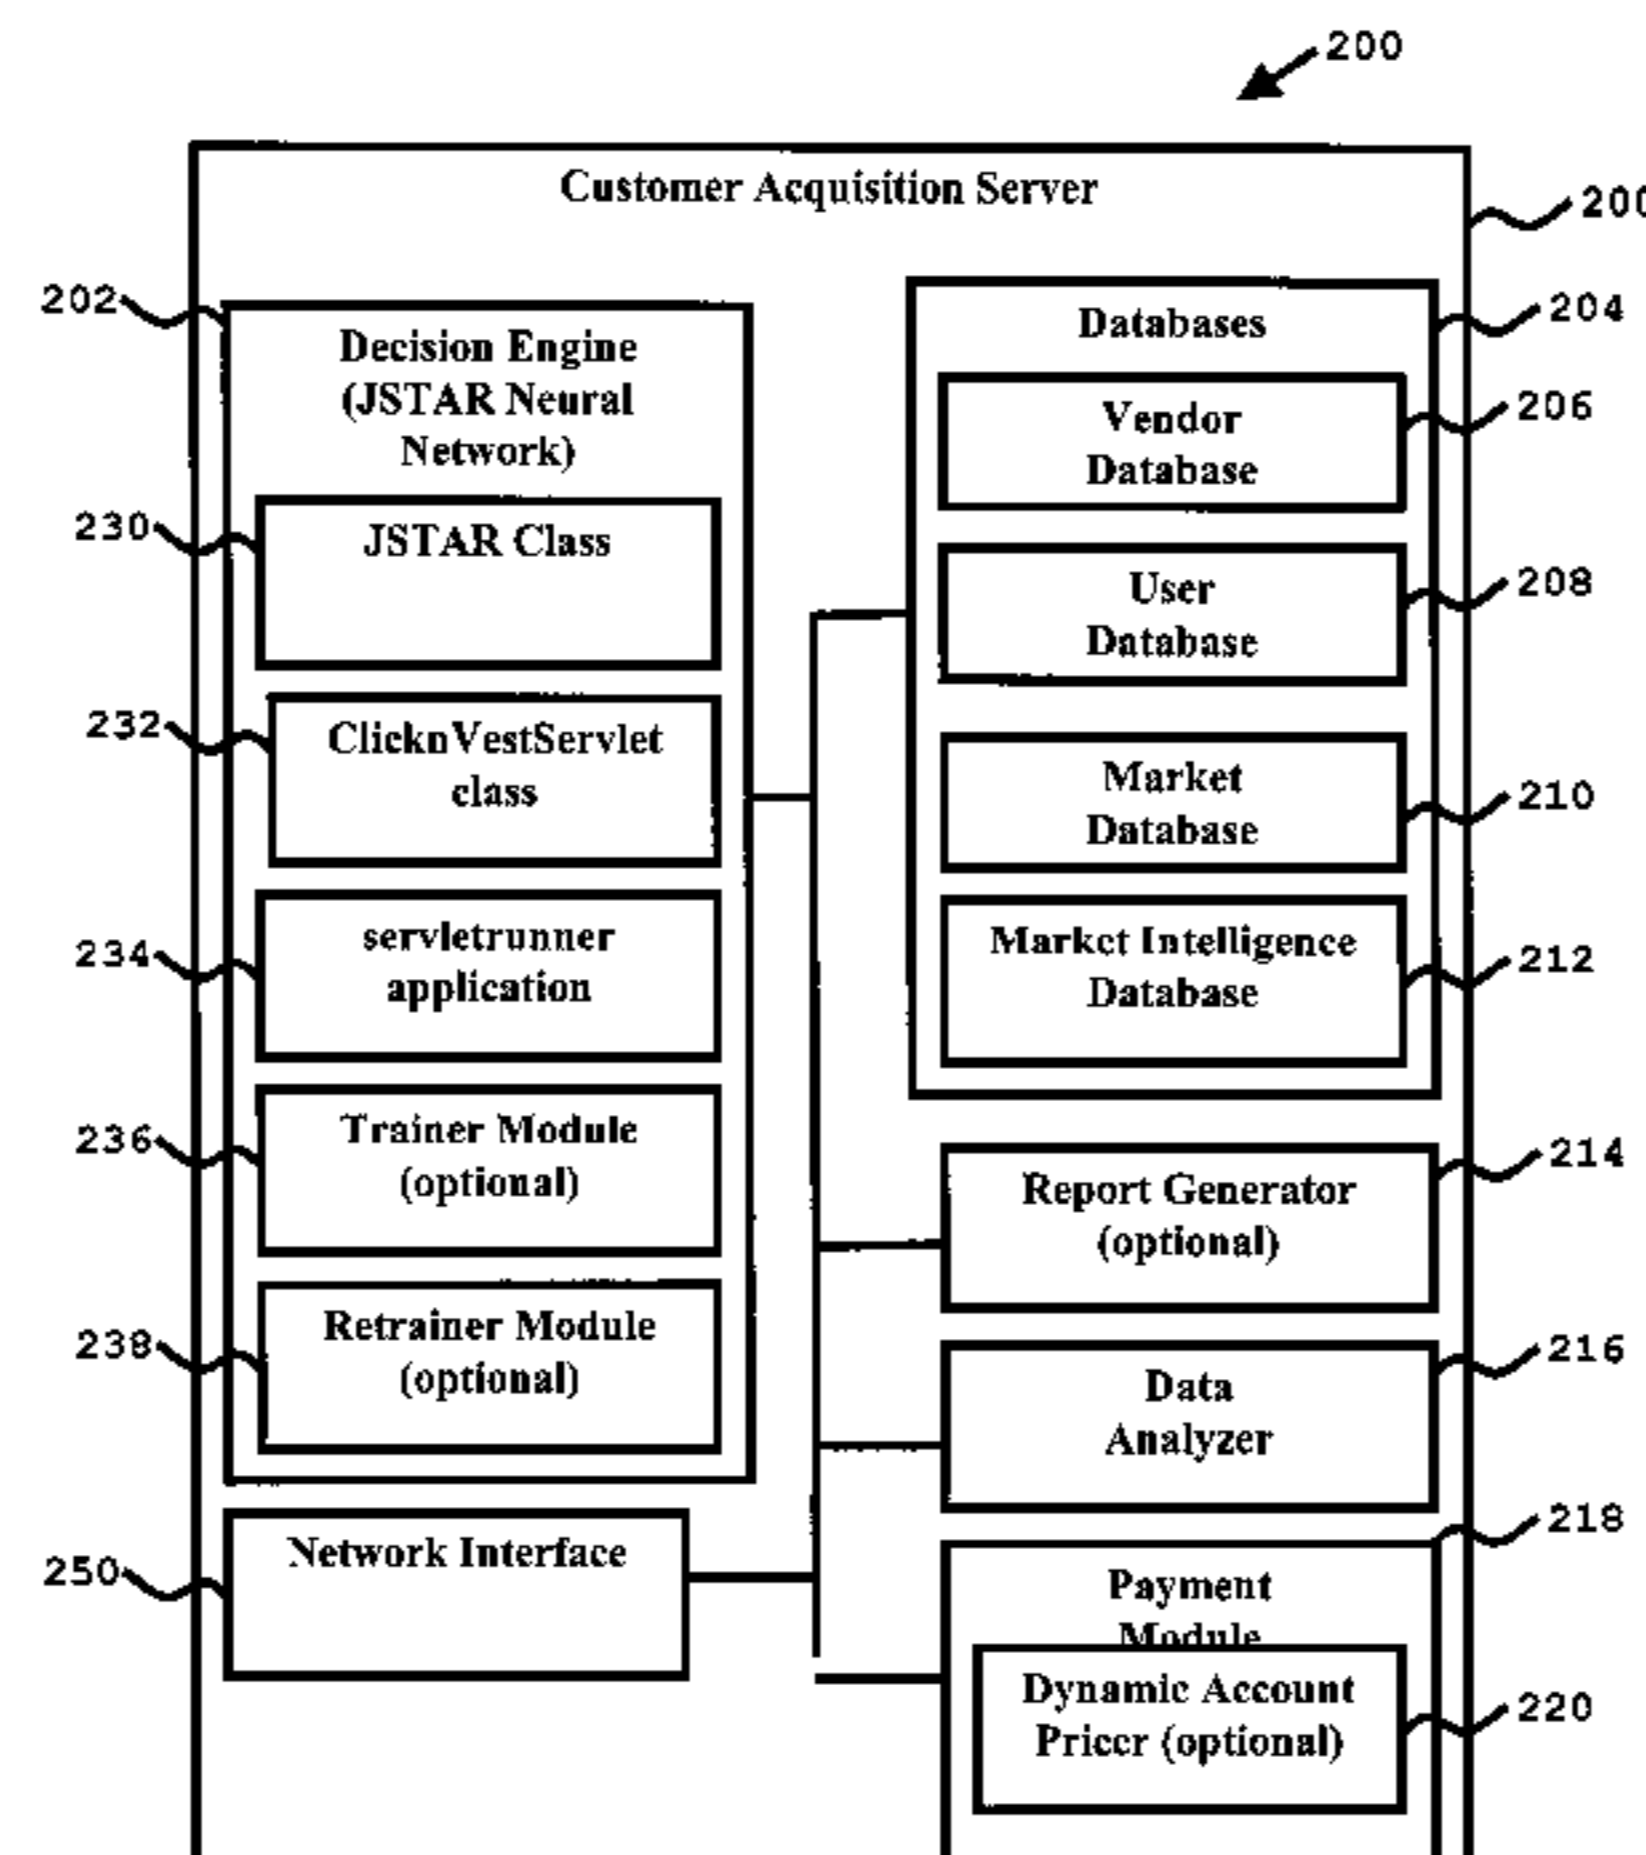 200
Customer Acquisition Server
200
202
Decision Engine
(JSTAR Neural
Network)
230
JSTAR Class
232
ClicknVestServlet
class
234
servletrunner
application
236
Trainer Module
(optional)
238
Retrainer Module
(optional)
250
Network Interface
Databases
204
Vendor
Database
206
User
Database
208
Market
Database
210
Market Intelligence
Database
212
Report Generator
(optional)
214
Data
Analyzer
216
Payment
Module
218
Dynamic Account
Pricer (optional)
220